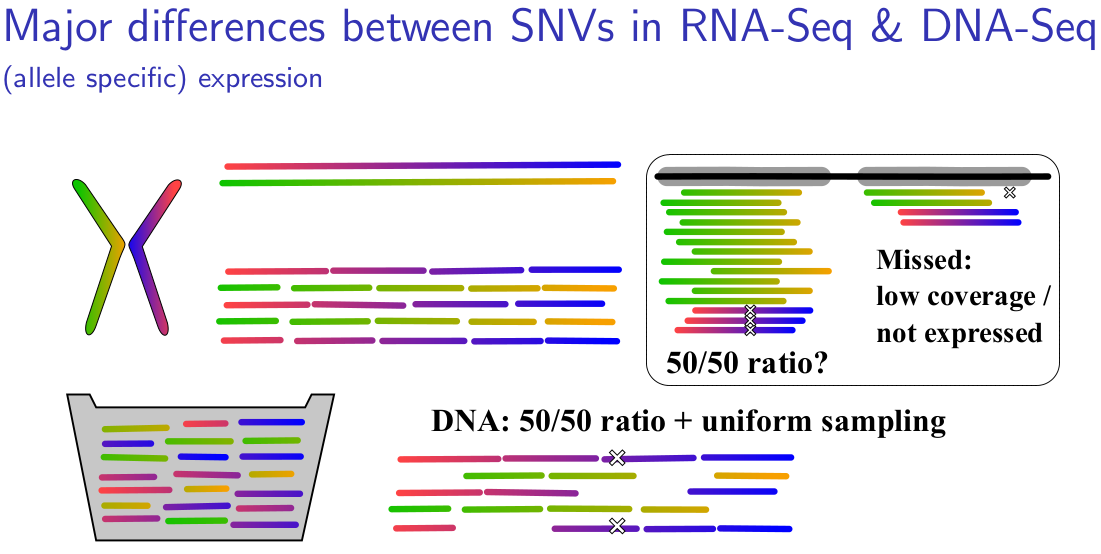 Major differences between SNVs in RNA-Seq & DNA-Seq
(allele specific) expression
Missed:
low coverage /
not expressed
50/50 ratio?
DNA: 50/50 ratio + uniform sampling